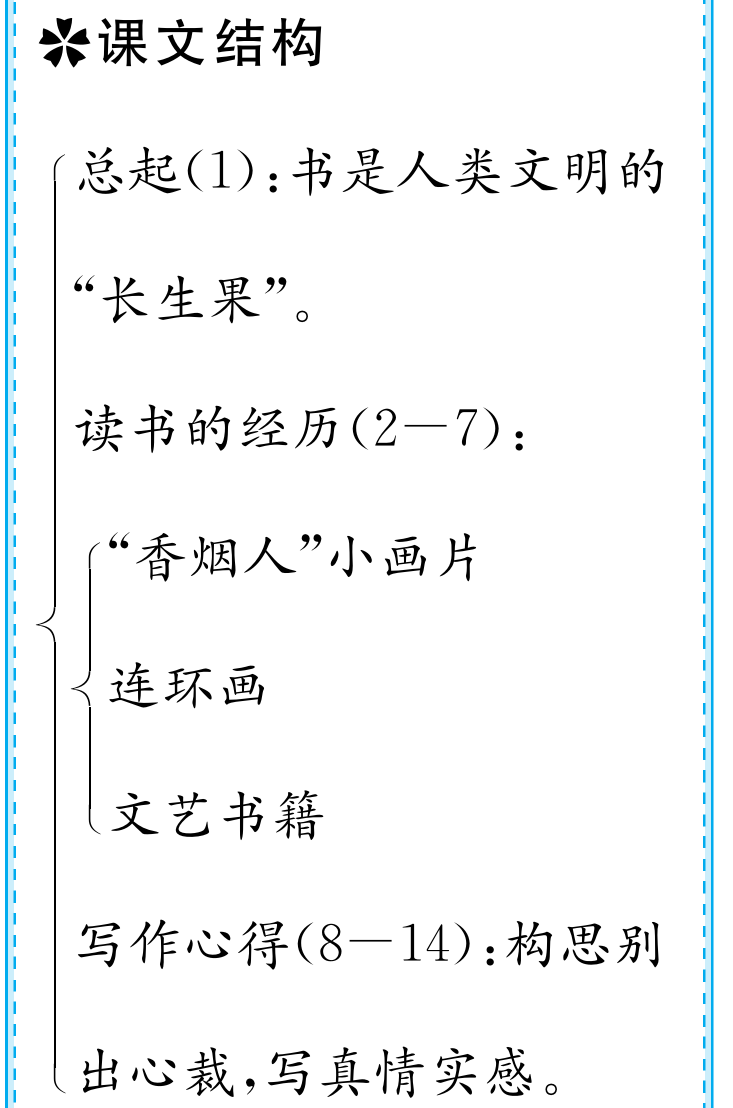 课文结构
总起(1):书是人类文明的
“长生果”。
读书的经历(2—7):
“香烟人”小画片
连环画
文艺书籍
写作心得(8—14):构思别
出心裁,写真情实感。